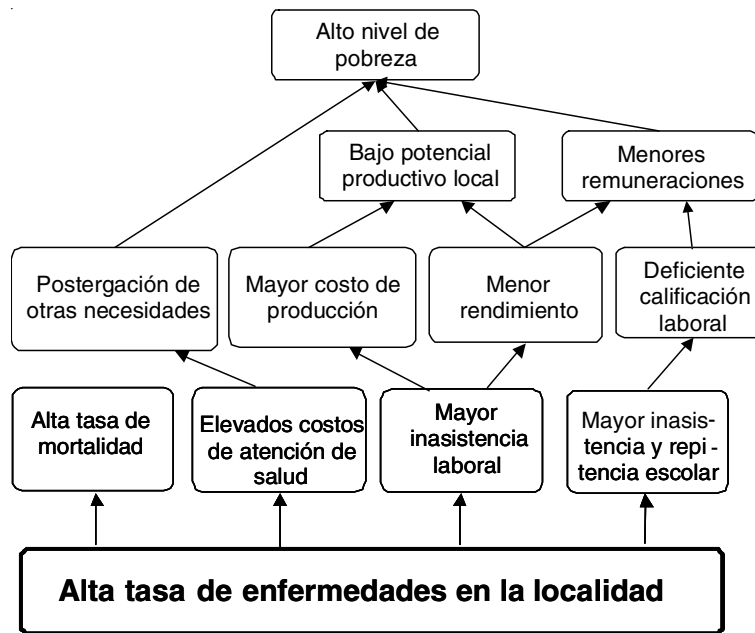 Alto nivel de
pobreza
Bajo potencial
productivo local
Menores
remuneraciones
Postergación de
otras necesidades
Mayor costo de
producción
Menor
rendimiento
Deficiente
calificación
laboral
Alta tasa de
mortalidad
Elevados costos
de atención de
salud
Mayor
inasistencia
laboral
Mayor inasis-
tencia y repi-
tencia escolar
Alta tasa de enfermedades en la localidad